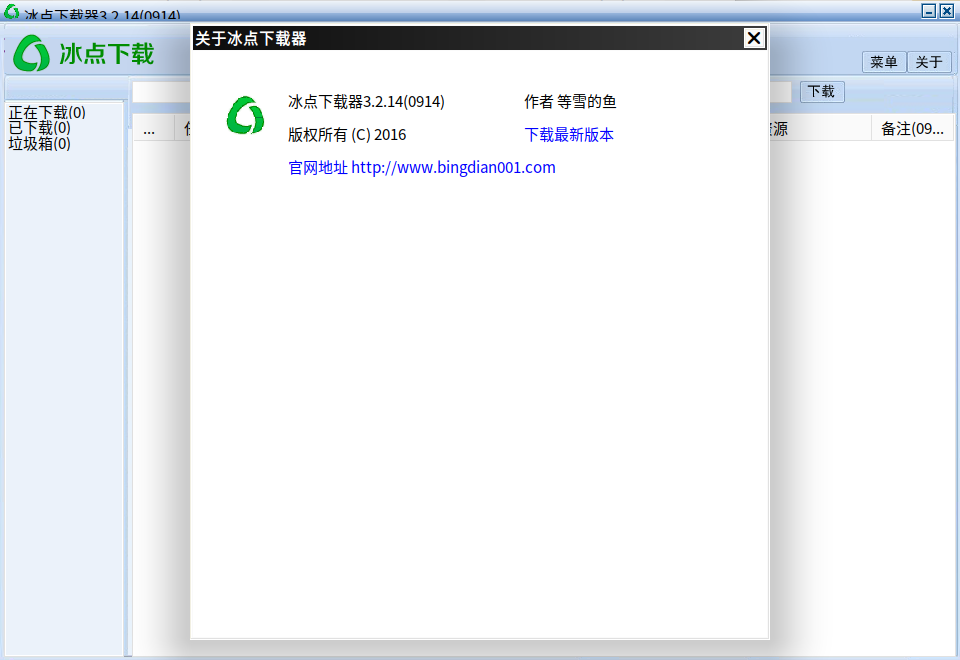 冰点下载器3.2.14(0914)
冰点下载
菜单
关于
下载
正在下载(0)
已下载(0)
垃圾箱(0)
...
备注(09...
关于冰点下载器
冰点下载器3.2.14(0914)
作者 等雪的鱼
版权所有 (C) 2016
下载最新版本
官网地址 http://www.bingdian001.com